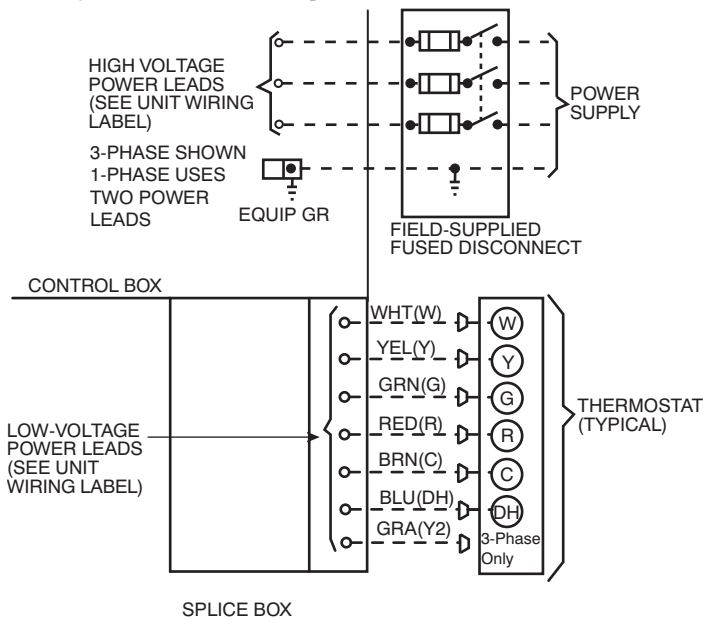 HIGH VOLTAGE
POWER LEADS
(SEE UNIT WIRING
LABEL)
POWER
SUPPLY
3-PHASE SHOWN
1-PHASE USES
TWO POWER
LEADS
EQUIP GR
FIELD-SUPPLIED
FUSED DISCONNECT
CONTROL BOX
WHT(W)
W
YEL(Y)
Y
GRN(G)
G
RED(R)
R
BRN(C)
C
BLU(DH)
DH
GRA(Y2)
3-Phase
Only
THERMOSTAT
(TYPICAL)
LOW-VOLTAGE
POWER LEADS
(SEE UNIT
WIRING LABEL)
SPLICE BOX